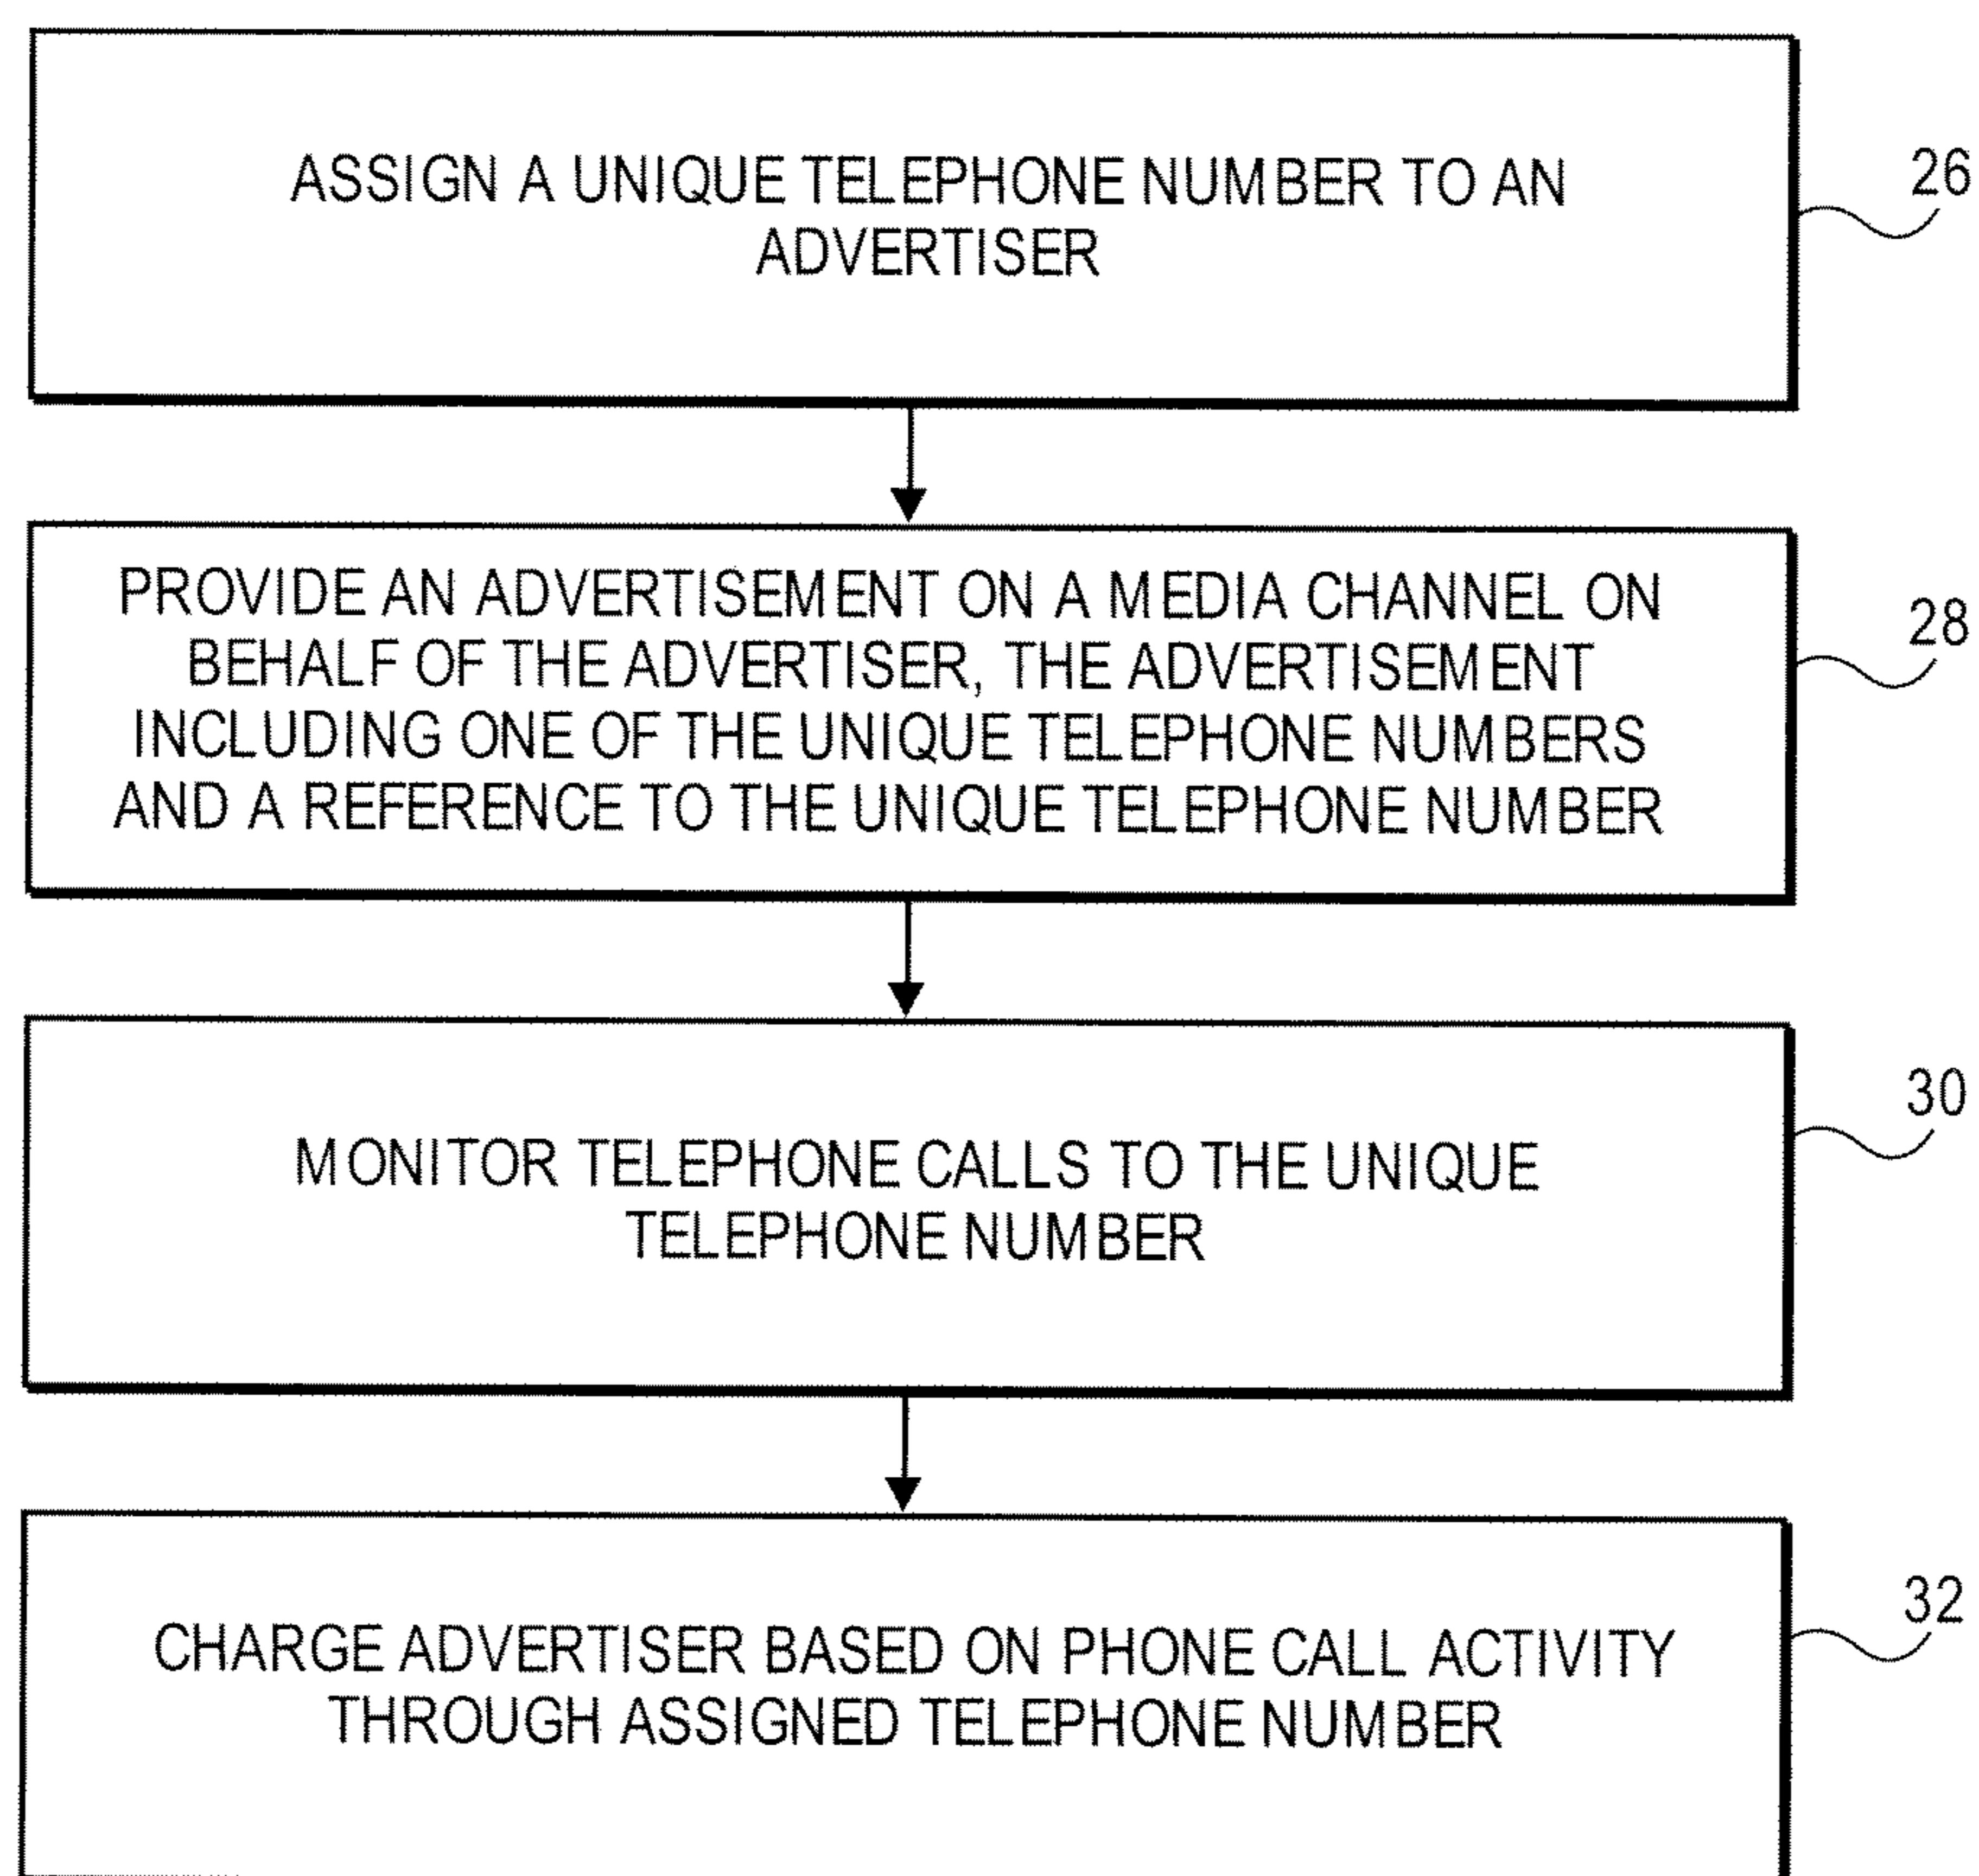 ASSIGN A UNIQUE TELEPHONE NUMBER TO AN
ADVERTISER
26
PROVIDE AN ADVERTISEMENT ON A MEDIA CHANNEL ON
BEHALF OF THE ADVERTISER, THE ADVERTISEMENT
INCLUDING ONE OF THE UNIQUE TELEPHONE NUMBERS
AND A REFERENCE TO THE UNIQUE TELEPHONE NUMBER
28
MONITOR TELEPHONE CALLS TO THE UNIQUE
TELEPHONE NUMBER
30
CHARGE ADVERTISER BASED ON PHONE CALL ACTIVITY
THROUGH ASSIGNED TELEPHONE NUMBER
32